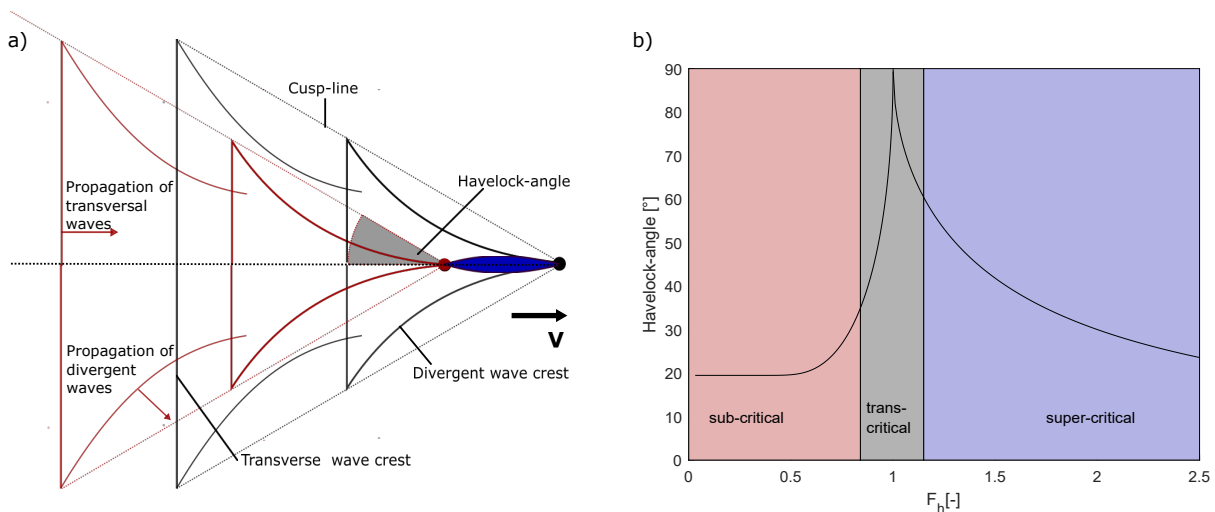 a)
Cusp-line
Propagation of
transversal
waves
Havelock-angle
V
Propagation of
divergent
waves
Divergent wave crest
Transverse wave crest
b)
Havelock-angle [°]
90
80
70
60
50
40
30
20
10
0
sub-critical
trans-
critical
super-critical
0
0.5
1
1.5
2
2.5
F_h[-]